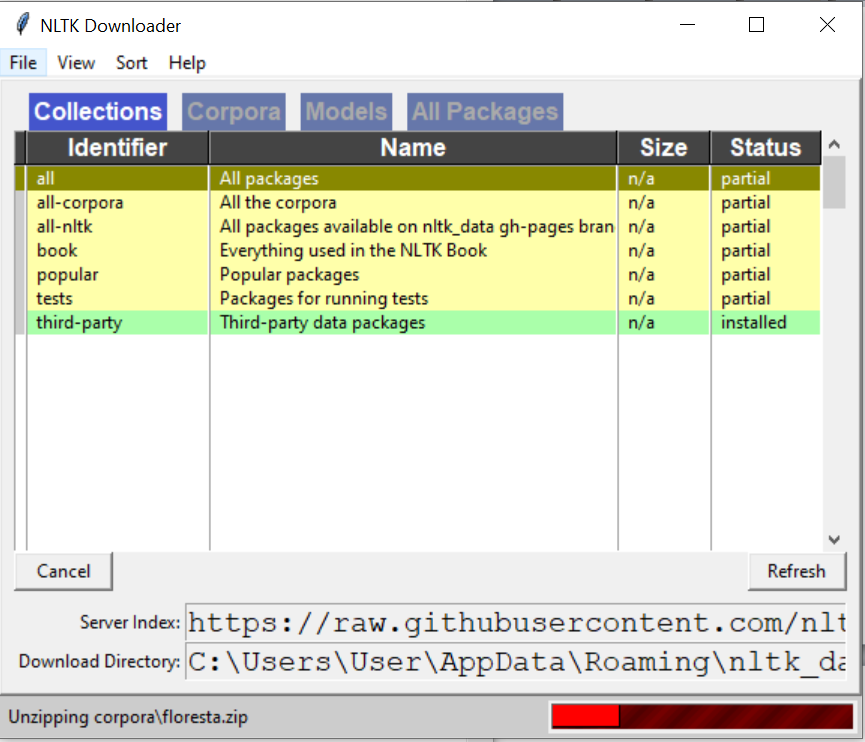 NLTK Downloader
File View Sort Help
Collections Corpora Models All Packages
Identifier Name Size Status
all All packages n/a partial
all-corpora All the corpora n/a partial
all-nltk All packages available on nltk_data gh-pages bran n/a partial
book Everything used in the NLTK Book n/a partial
popular Popular packages n/a partial
tests Packages for running tests n/a partial
third-party Third-party data packages n/a installed
Cancel Refresh
Server Index: https://raw.githubusercontent.com/nlt
Download Directory: C:\Users\User\AppData\Roaming\nltk_da
Unzipping corpora\floresta.zip